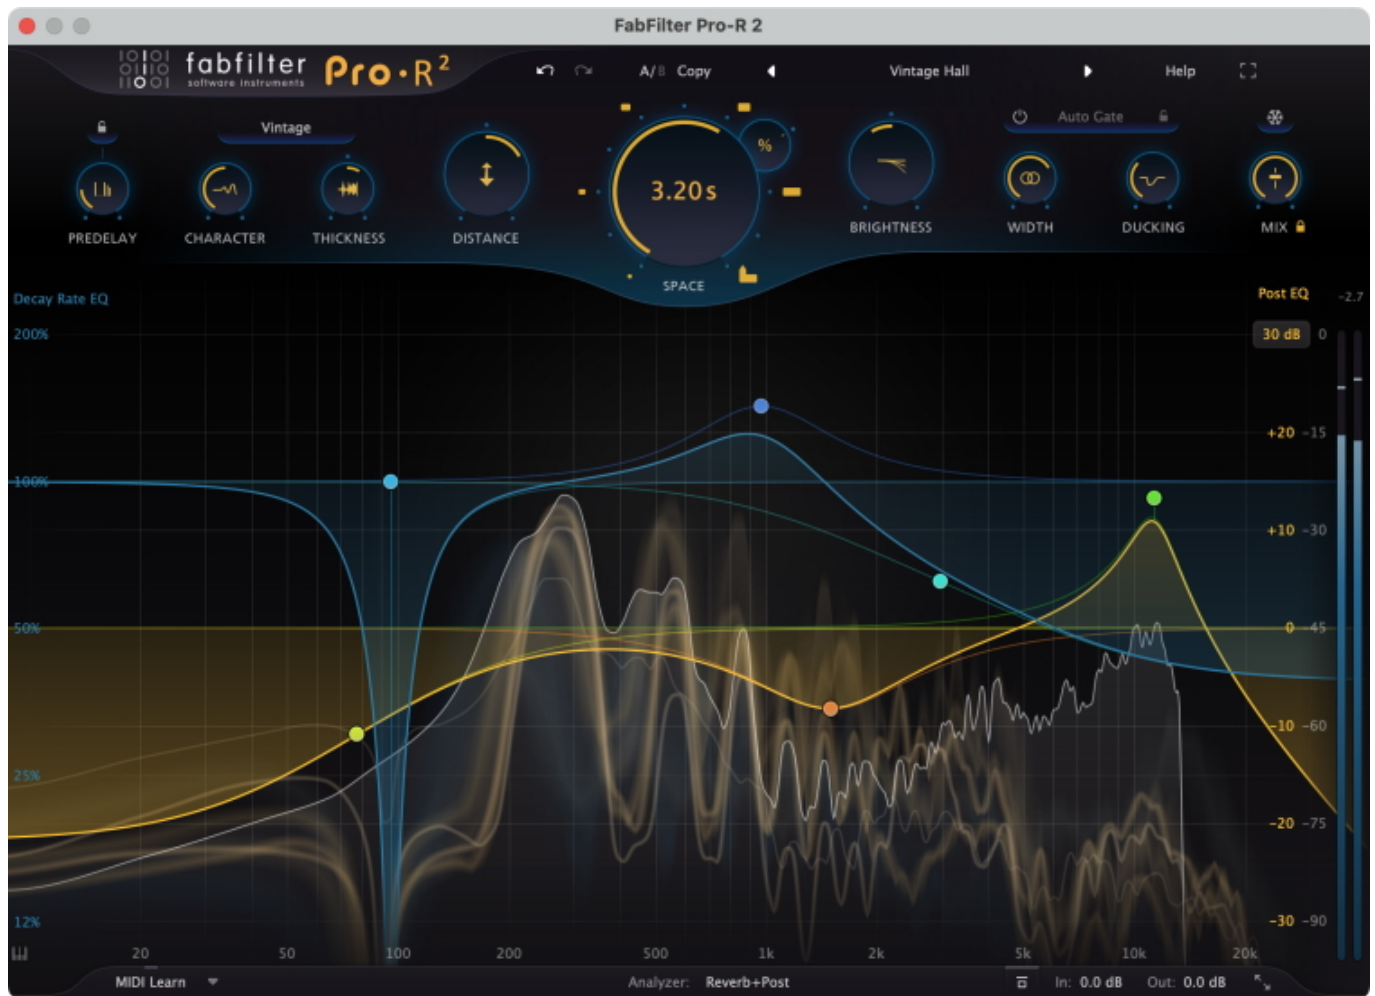 FabFilter Pro-R 2
fabfilter
software instruments
Pro·R²
A/B Copy
Vintage Hall
Help
Vintage
Auto Gate
%
3.20s
PREDELAY
CHARACTER
THICKNESS
DISTANCE
SPACE
BRIGHTNESS
WIDTH
DUCKING
MIX
Decay Rate EQ
Post EQ -2.7
200% 30 dB 0
+20 -15
100%
+10 -30
50% 0 -45
-10 -60
25%
-20 -75
12% -30 -90
20 50 100 200 500 1k 2k 5k 10k 20k
MIDI Learn
Analyzer: Reverb+Post
In: 0.0 dB Out: 0.0 dB